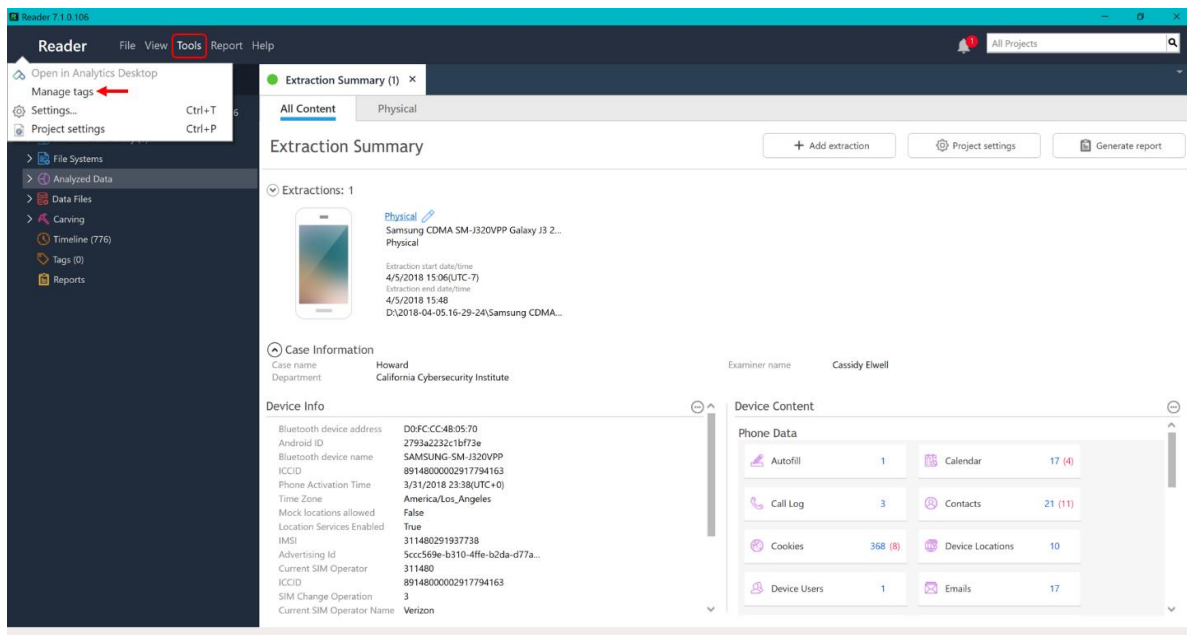 Reader 7.1.0.106
Reader File View Tools Report Help
1
All Projects
Open in Analytics Desktop
Manage tags
Settings... Ctrl+T
Project settings Ctrl+P
File Systems
Analyzed Data
Data Files
Carving
Timeline (776)
Tags (0)
Reports
Extraction Summary (1) ×
All Content Physical
Extraction Summary
+ Add extraction
Project settings
Generate report
Extractions: 1
Physical
Samsung CDMA SM-J320VPP Galaxy J3 2...
Physical
Extraction start date/time
4/5/2018 15:06(UTC-7)
Extraction end date/time
4/5/2018 15:48
D:\2018-04-05.16-29-24\Samsung CDMA...
Case Information
Case name Howard Examiner name Cassidy Elwell
Department California Cybersecurity Institute
Device Info
Bluetooth device address D0:FC:CC:4B:05:70
Android ID 2793a2232c1bf73e
Bluetooth device name SAMSUNG-SM-J320VPP
ICCID 89148000002917794163
Phone Activation Time 3/31/2018 23:38(UTC+0)
Time Zone America/Los_Angeles
Mock locations allowed False
Location Services Enabled True
IMSI 311480291937738
Advertising Id 5ccc569e-b310-4ffe-b2da-d77a...
Current SIM Operator 311480
ICCID 89148000002917794163
SIM Change Operation 3
Current SIM Operator Name Verizon
Device Content
Phone Data
Autofill 1 Calendar 17 (4)
Call Log 3 Contacts 21 (11)
Cookies 368 (8) Device Locations 10
Device Users 1 Emails 17